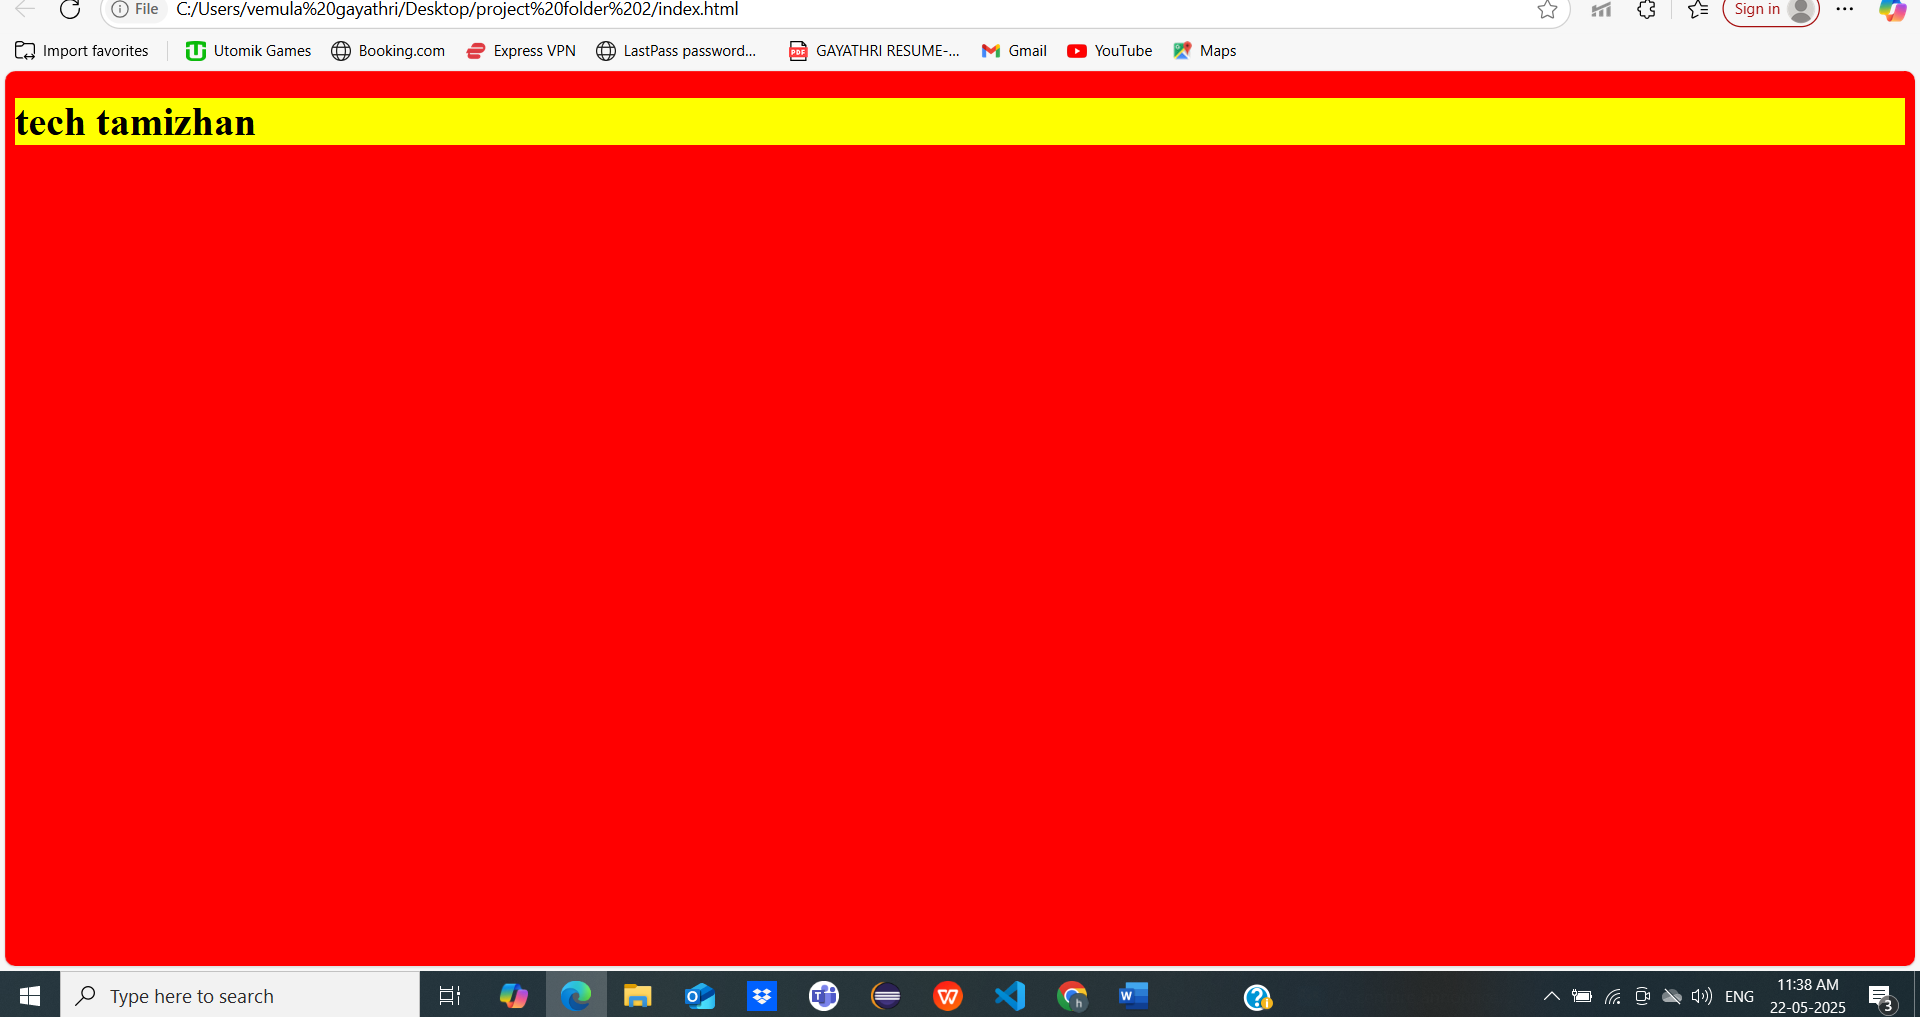 File C:/Users/vemula%20gayathri/Desktop/project%20folder%202/index.html Sign in
Import favorites Utomik Games Booking.com Express VPN LastPass password... PDF GAYATHRI RESUME-... Gmail YouTube Maps
tech tamizhan
Type here to search ENG 11:38 AM
22-05-2025 3